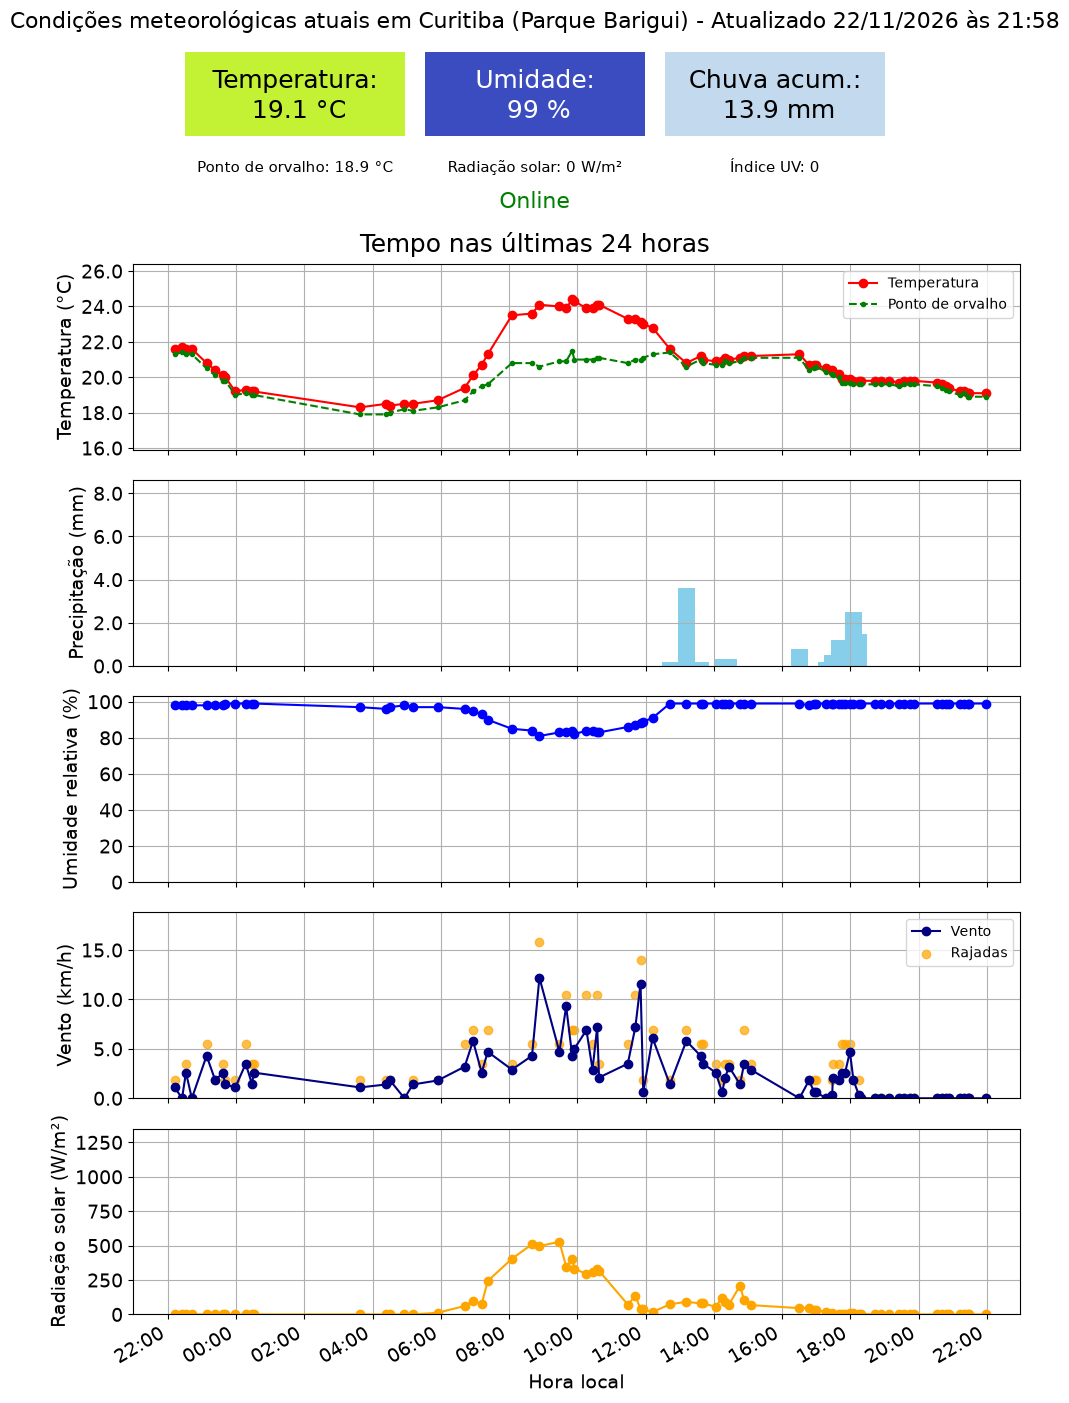 Condições meteorológicas atuais em Curitiba (Parque Barigui) - Atualizado 22/11/2026 às 21:58
Temperatura:
19.1 °C
Umidade:
99 %
Chuva acum.:
13.9 mm
Ponto de orvalho: 18.9 °C
Radiação solar: 0 W/m²
Índice UV: 0
Online
Tempo nas últimas 24 horas
Temperatura (°C)
26.0
24.0
22.0
20.0
18.0
16.0
Temperatura
Ponto de orvalho
Precipitação (mm)
8.0
6.0
4.0
2.0
0.0
Umidade relativa (%)
100
80
60
40
20
0
Vento (km/h)
15.0
10.0
5.0
0.0
Vento
Rajadas
Radiação solar (W/m²)
1250
1000
750
500
250
0
22:00
00:00
02:00
04:00
06:00
08:00
10:00
12:00
14:00
16:00
18:00
20:00
22:00
Hora local